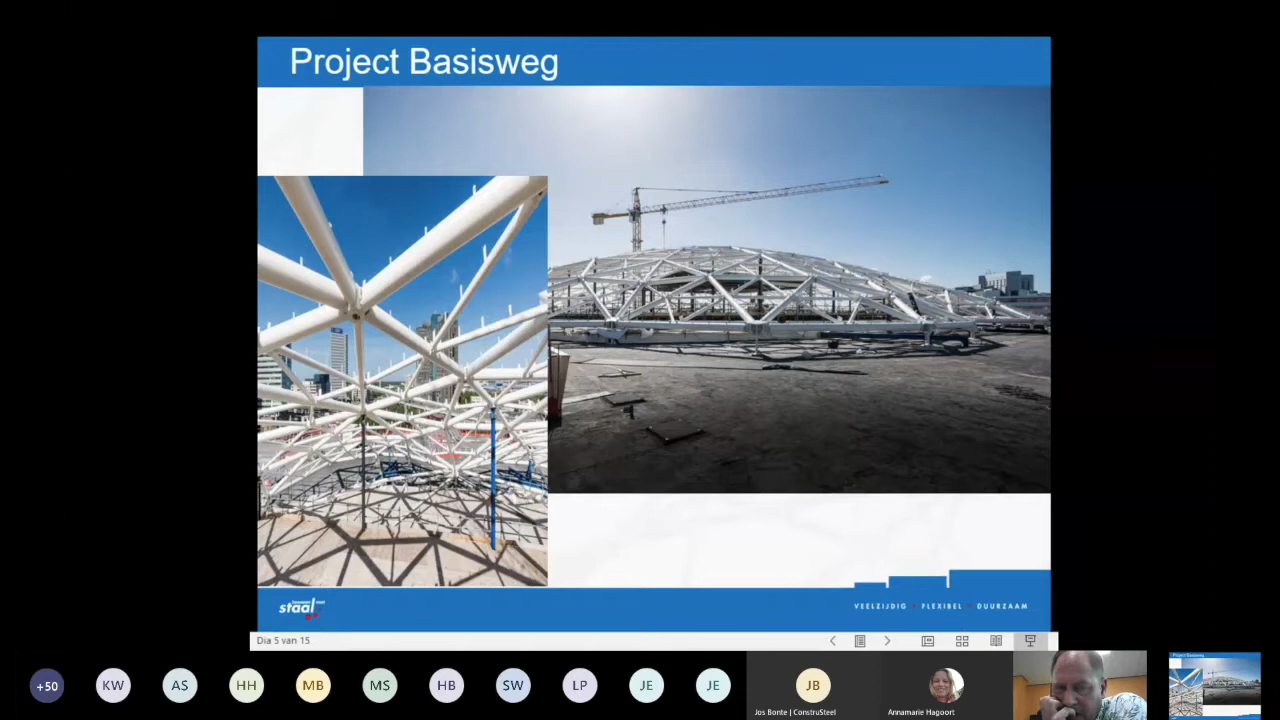 Project Basisweg
staal
VEELZIJDIG • FLEXIBEL • DUURZAAM
Dia 5 van 15
+50
KW
AS
HH
MB
MS
HB
SW
LP
JE
JE
JB
Jos Bonte | ConstruSteel
Annamarie Hagoort